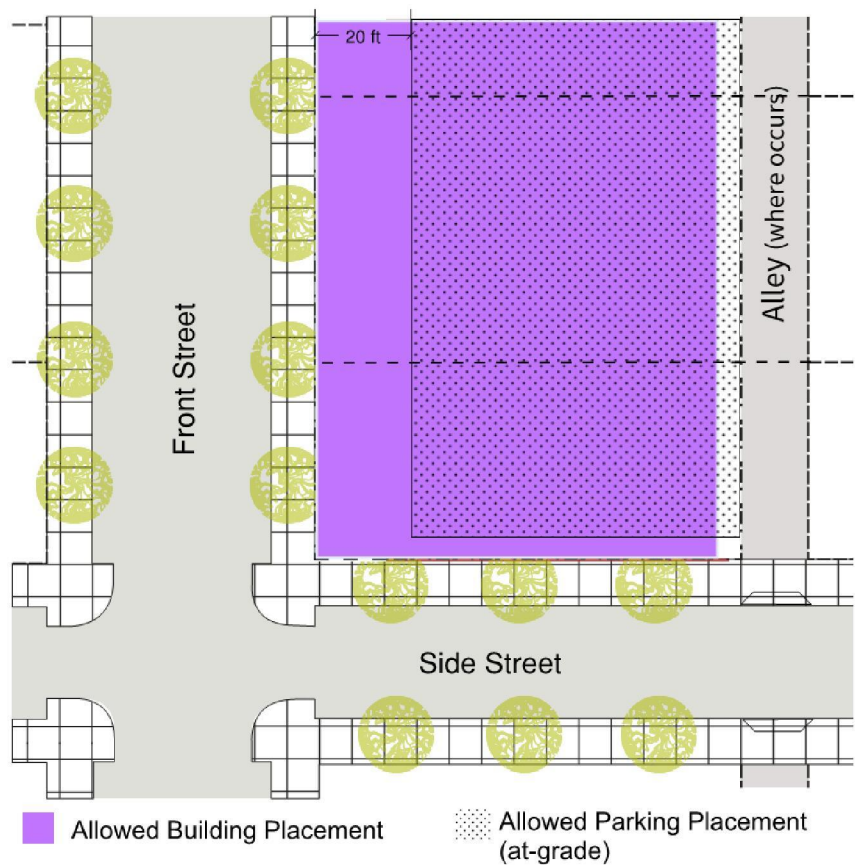 20 ft
Alley (where occurs)
Front Street
Side Street
Allowed Building Placement
Allowed Parking Placement
(at-grade)